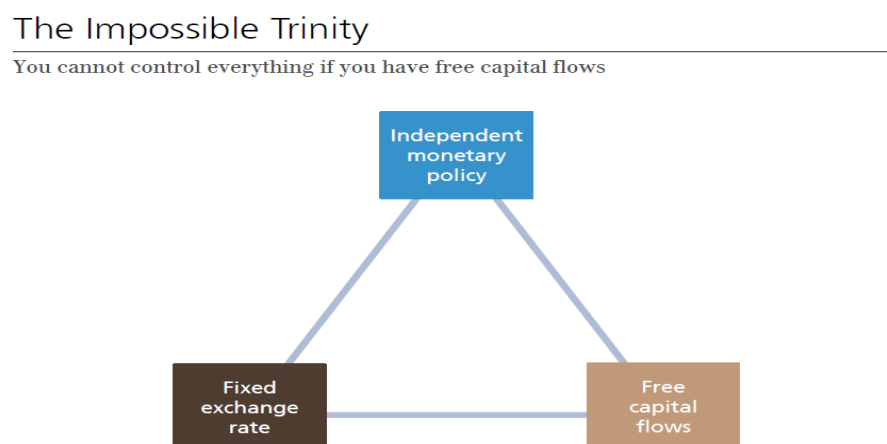 The Impossible Trinity
You cannot control everything if you have free capital flows
Independent
monetary
policy
Fixed
exchange
rate
Free
capital
flows